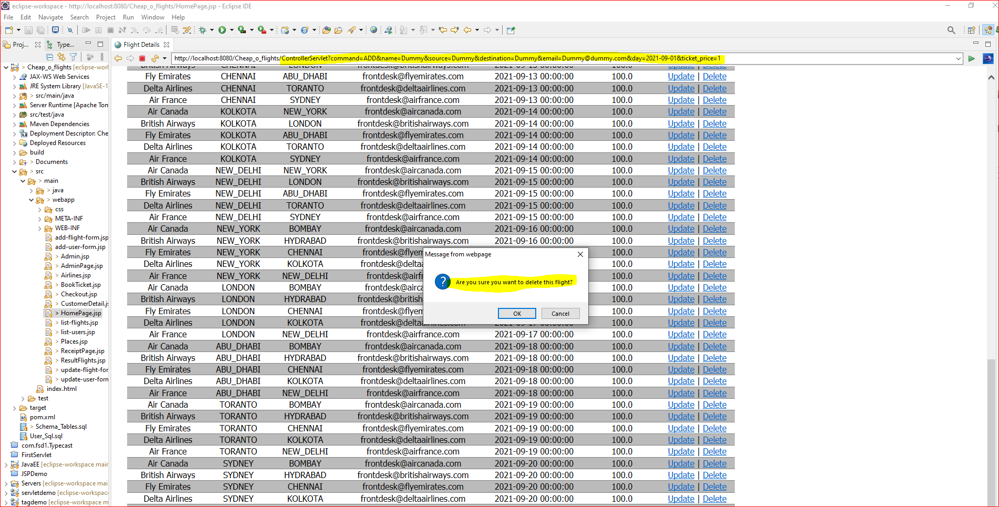 eclipse-workspace - http://localhost:8080/Cheap_o_flights/HomePage.jsp - Eclipse IDE
File Edit Navigate Search Project Run Window Help
Proj... Type... Flight Details
http://localhost:8080/Cheap_o_flights/ControllerServlet?command=ADD&name=Dummy&source=Dummy&destination=Dummy&email=Dummy@dummy.com&day=2021-09-01&ticket_price=1
> Cheap_o_flights [eclipse-worl
JAX-WS Web Services
JRE System Library [JavaSE-1
> src/main/java
Server Runtime [Apache Tom
src/test/java
Maven Dependencies
Deployment Descriptor: Che
Deployed Resources
build
> Documents
> src
> main
> java
> webapp
css
META-INF
WEB-INF
add-flight-form.jsp
add-user-form.jsp
> Admin.jsp
> AdminPage.jsp
> Airlines.jsp
> BookTicket.jsp
> Checkout.jsp
> CustomerDetail.js
> HomePage.jsp
> list-flights.jsp
> list-users.jsp
> Places.jsp
> ReceiptPage.jsp
> ResultFlights.jsp
> update-flight-for
> update-user-form
index.html
test
target
pom.xml
> Schema_Tables.sql
User_Sql.sql
com.fsd1.Typecast
FirstServlet
JavaEE [eclipse-workspace main
JSPDemo
Servers [eclipse-workspace mai
servletdemo [eclipse-workspace
tagdemo [eclipse-workspace m
British Airways CHENNAI LONDON frontdesk@britishairways.com 2021-09-13 00:00:00 100.0 Update | Delete
Fly Emirates CHENNAI ABU_DHABI frontdesk@flyemirates.com 2021-09-13 00:00:00 100.0 Update | Delete
Delta Airlines CHENNAI TORANTO frontdesk@deltaairlines.com 2021-09-13 00:00:00 100.0 Update | Delete
Air France CHENNAI SYDNEY frontdesk@airfrance.com 2021-09-13 00:00:00 100.0 Update | Delete
Air Canada KOLKOTA NEW_YORK frontdesk@aircanada.com 2021-09-14 00:00:00 100.0 Update | Delete
British Airways KOLKOTA LONDON frontdesk@britishairways.com 2021-09-14 00:00:00 100.0 Update | Delete
Fly Emirates KOLKOTA ABU_DHABI frontdesk@flyemirates.com 2021-09-14 00:00:00 100.0 Update | Delete
Delta Airlines KOLKOTA TORANTO frontdesk@deltaairlines.com 2021-09-14 00:00:00 100.0 Update | Delete
Air France KOLKOTA SYDNEY frontdesk@airfrance.com 2021-09-14 00:00:00 100.0 Update | Delete
Air Canada NEW_DELHI NEW_YORK frontdesk@aircanada.com 2021-09-15 00:00:00 100.0 Update | Delete
British Airways NEW_DELHI LONDON frontdesk@britishairways.com 2021-09-15 00:00:00 100.0 Update | Delete
Fly Emirates NEW_DELHI ABU_DHABI frontdesk@flyemirates.com 2021-09-15 00:00:00 100.0 Update | Delete
Delta Airlines NEW_DELHI TORANTO frontdesk@deltaairlines.com 2021-09-15 00:00:00 100.0 Update | Delete
Air France NEW_DELHI SYDNEY frontdesk@airfrance.com 2021-09-15 00:00:00 100.0 Update | Delete
Air Canada NEW_YORK BOMBAY frontdesk@aircanada.com 2021-09-16 00:00:00 100.0 Update | Delete
British Airways NEW_YORK HYDRABAD frontdesk@britishairways.com 2021-09-16 00:00:00 100.0 Update | Delete
Fly Emirates NEW_YORK CHENNAI frontdesk@flyem 100.0 Update | Delete
Delta Airlines NEW_YORK KOLKOTA frontdesk@delta 100.0 Update | Delete
Air France NEW_YORK NEW_DELHI frontdesk@airf 100.0 Update | Delete
Air Canada LONDON BOMBAY frontdesk@airca 100.0 Update | Delete
British Airways LONDON HYDRABAD frontdesk@british 100.0 Update | Delete
Fly Emirates LONDON CHENNAI frontdesk@flyem 100.0 Update | Delete
Delta Airlines LONDON KOLKOTA frontdesk@deltaairlines.com 2021-09-17 00:00:00 100.0 Update | Delete
Air France LONDON NEW_DELHI frontdesk@airfrance.com 2021-09-17 00:00:00 100.0 Update | Delete
Air Canada ABU_DHABI BOMBAY frontdesk@aircanada.com 2021-09-18 00:00:00 100.0 Update | Delete
British Airways ABU_DHABI HYDRABAD frontdesk@britishairways.com 2021-09-18 00:00:00 100.0 Update | Delete
Fly Emirates ABU_DHABI CHENNAI frontdesk@flyemirates.com 2021-09-18 00:00:00 100.0 Update | Delete
Delta Airlines ABU_DHABI KOLKOTA frontdesk@deltaairlines.com 2021-09-18 00:00:00 100.0 Update | Delete
Air France ABU_DHABI NEW_DELHI frontdesk@airfrance.com 2021-09-18 00:00:00 100.0 Update | Delete
Air Canada TORANTO BOMBAY frontdesk@aircanada.com 2021-09-19 00:00:00 100.0 Update | Delete
British Airways TORANTO HYDRABAD frontdesk@britishairways.com 2021-09-19 00:00:00 100.0 Update | Delete
Fly Emirates TORANTO CHENNAI frontdesk@flyemirates.com 2021-09-19 00:00:00 100.0 Update | Delete
Delta Airlines TORANTO KOLKOTA frontdesk@deltaairlines.com 2021-09-19 00:00:00 100.0 Update | Delete
Air France TORANTO NEW_DELHI frontdesk@airfrance.com 2021-09-19 00:00:00 100.0 Update | Delete
Air Canada SYDNEY BOMBAY frontdesk@aircanada.com 2021-09-20 00:00:00 100.0 Update | Delete
British Airways SYDNEY HYDRABAD frontdesk@britishairways.com 2021-09-20 00:00:00 100.0 Update | Delete
Fly Emirates SYDNEY CHENNAI frontdesk@flyemirates.com 2021-09-20 00:00:00 100.0 Update | Delete
Delta Airlines SYDNEY KOLKOTA frontdesk@deltaairlines.com 2021-09-20 00:00:00 100.0 Update | Delete
Message from webpage
Are you sure you want to delete this flight?
OK Cancel